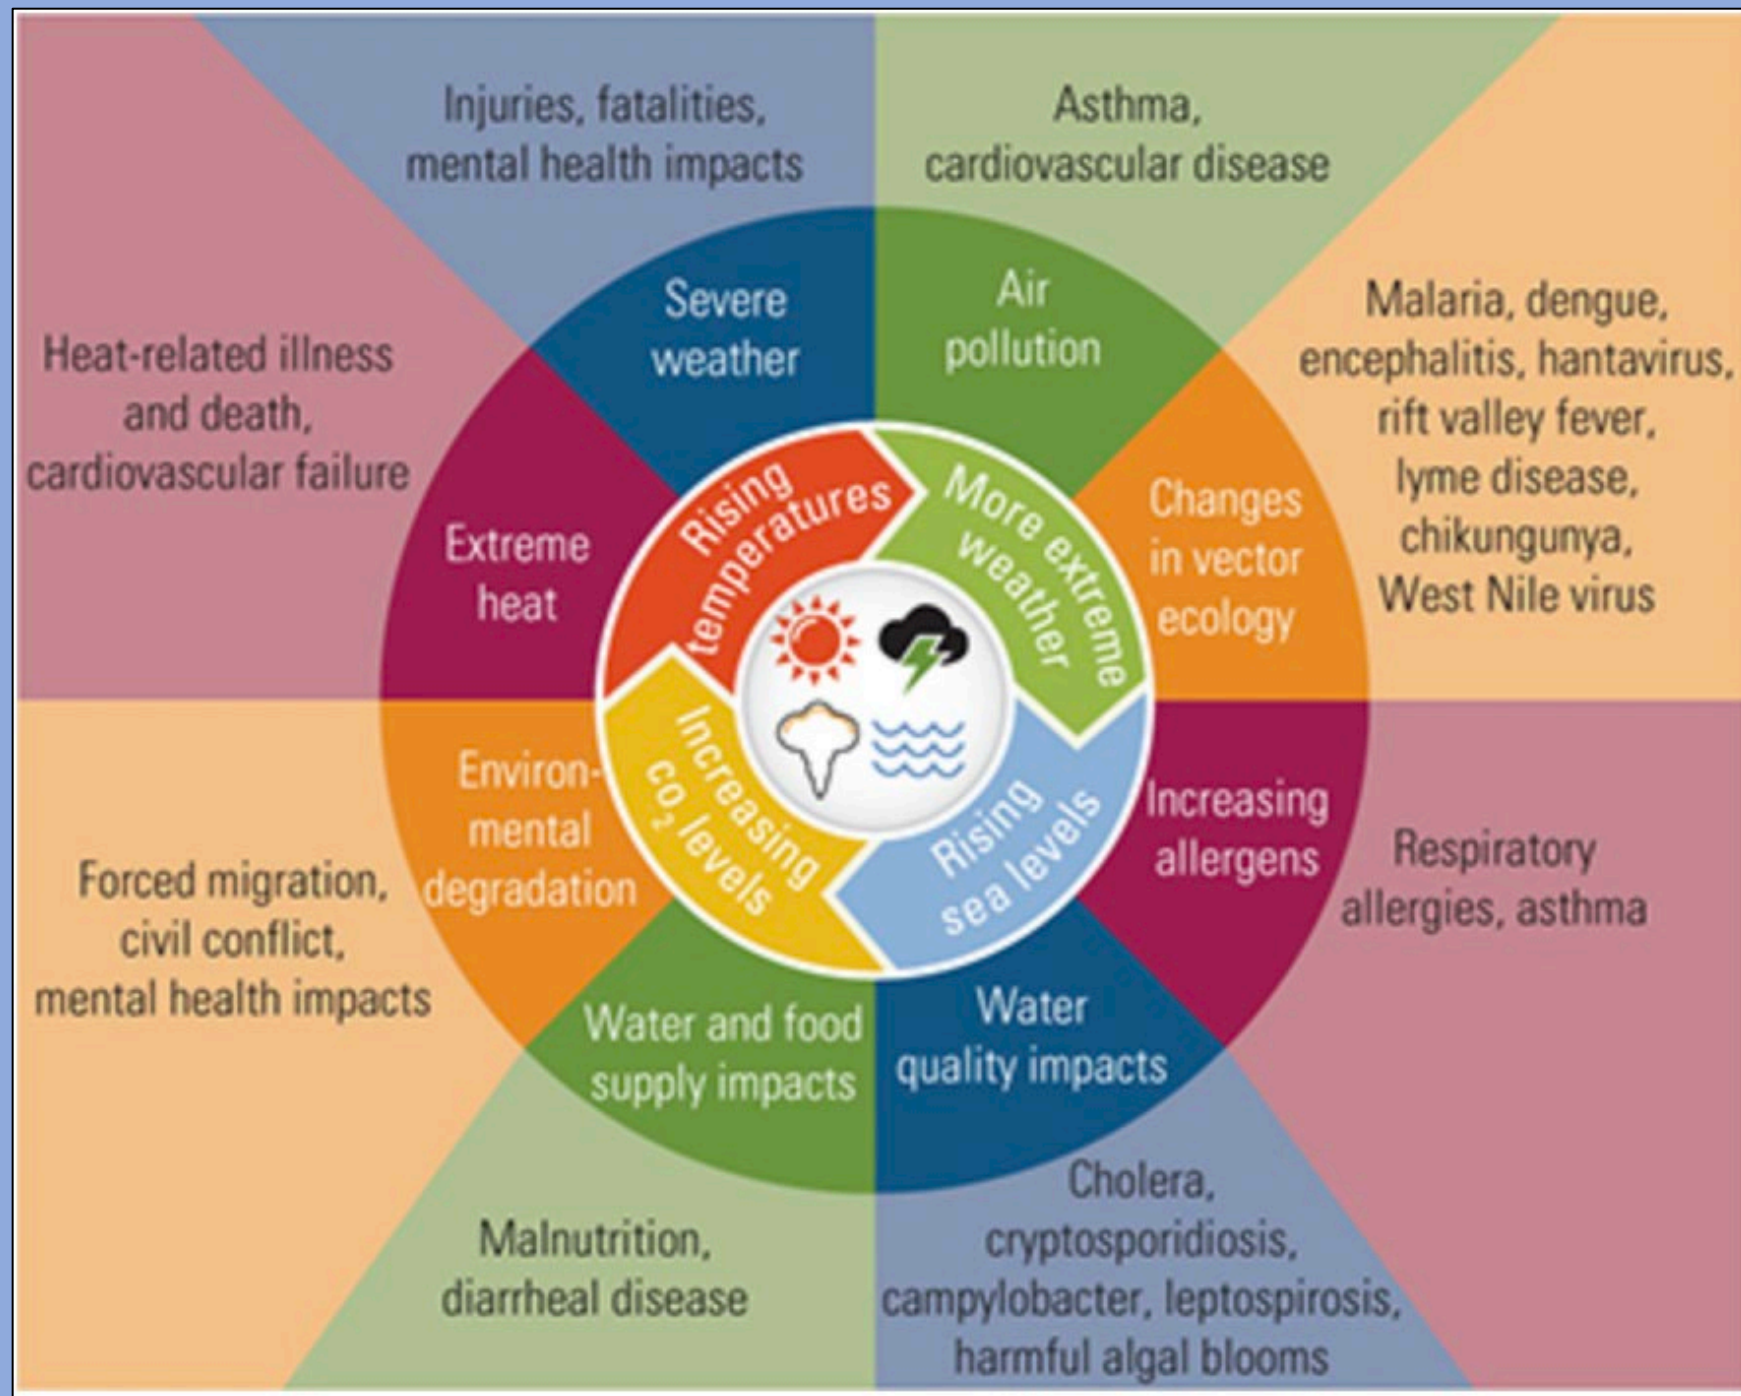 Injuries, fatalities,
mental health impacts
Asthma,
cardiovascular disease
Severe
weather
Air
pollution
Heat-related illness
and death,
cardiovascular failure
Malaria, dengue,
encephalitis, hantavirus,
rift valley fever,
lyme disease,
chikungunya,
West Nile virus
Extreme
heat
Changes
in vector
ecology
Rising
temperatures
More extreme
weather
Increasing
CO2 levels
Rising
sea levels
Environ-
mental
degradation
Increasing
allergens
Forced migration,
civil conflict,
mental health impacts
Respiratory
allergies, asthma
Water and food
supply impacts
Water
quality impacts
Malnutrition,
diarrheal disease
Cholera,
cryptosporidiosis,
campylobacter, leptospirosis,
harmful algal blooms